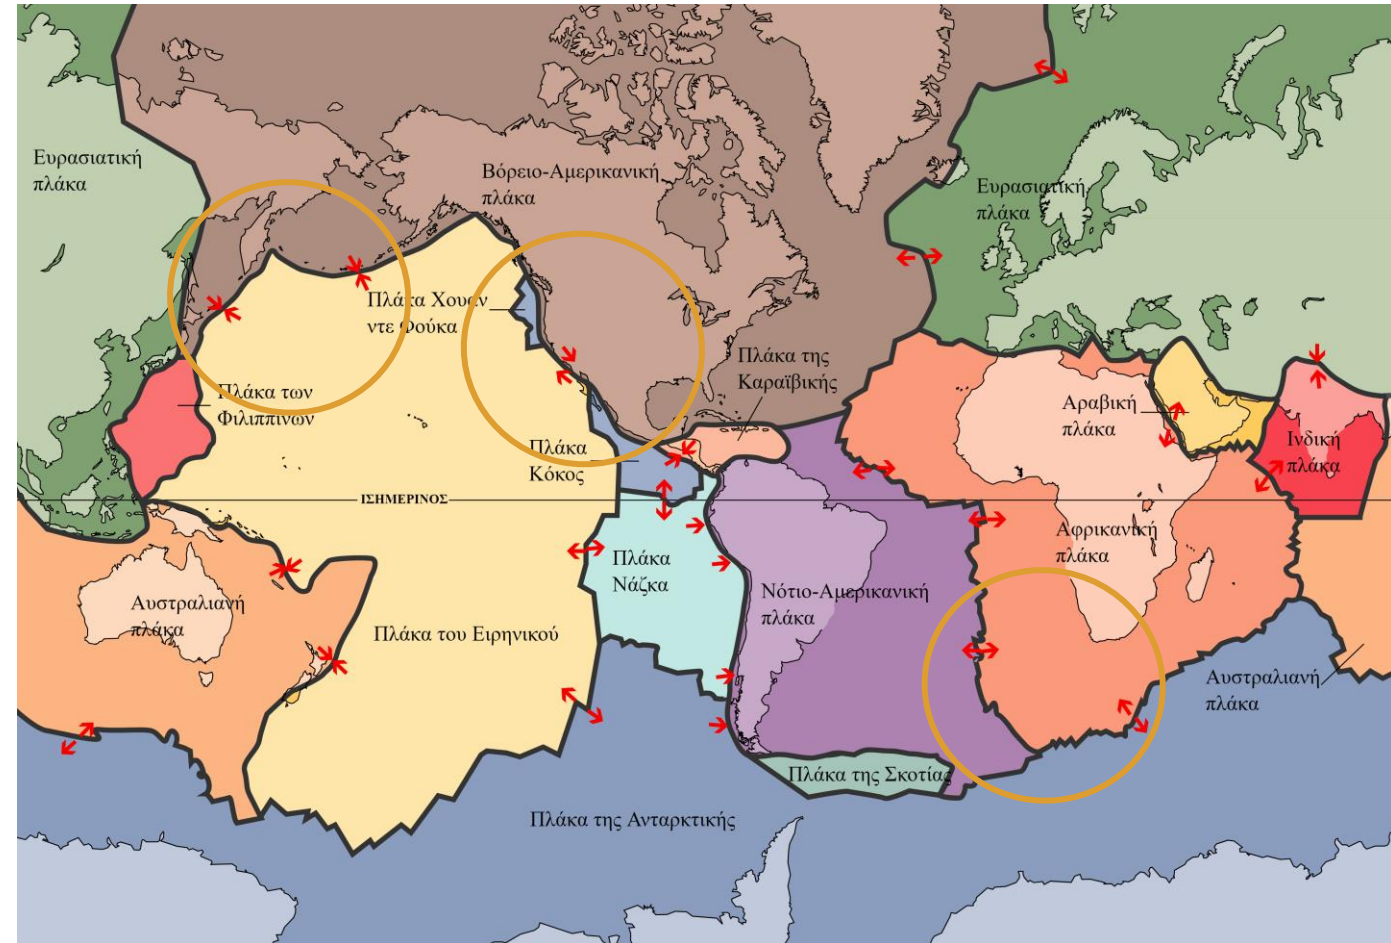 Ευρασιατική
πλάκα
Βόρειο-Αμερικανική
πλάκα
Ευρασιατική
πλάκα
Πλάκα Χουαν
ντε Φούκα
Πλάκα της
Καραϊβικής
Πλάκα των
Φιλιππινων
Αραβική
πλάκα
Ινδική
πλάκα
Πλάκα
Κόκος
ΙΣΗΜΕΡΙΝΟΣ
Αφρικανική
πλάκα
Πλάκα
Νάζκα
Νότιο-Αμερικανική
πλάκα
Αυστραλιανή
πλάκα
Πλάκα του Ειρηνικού
Αυστραλιανή
πλάκα
Πλάκα της Σκοτίας
Πλάκα της Ανταρκτικής